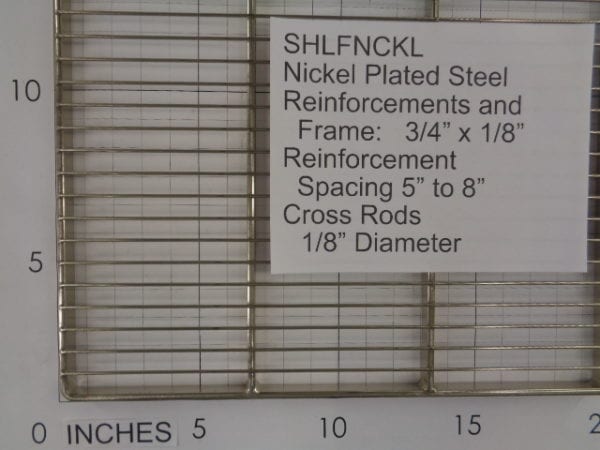 SHLFNCKL
Nickel Plated Steel
Reinforcements and
Frame: 3/4" x 1/8"
Reinforcement
Spacing 5" to 8"
Cross Rods
1/8" Diameter
10
5
0 INCHES 5 10 15 2